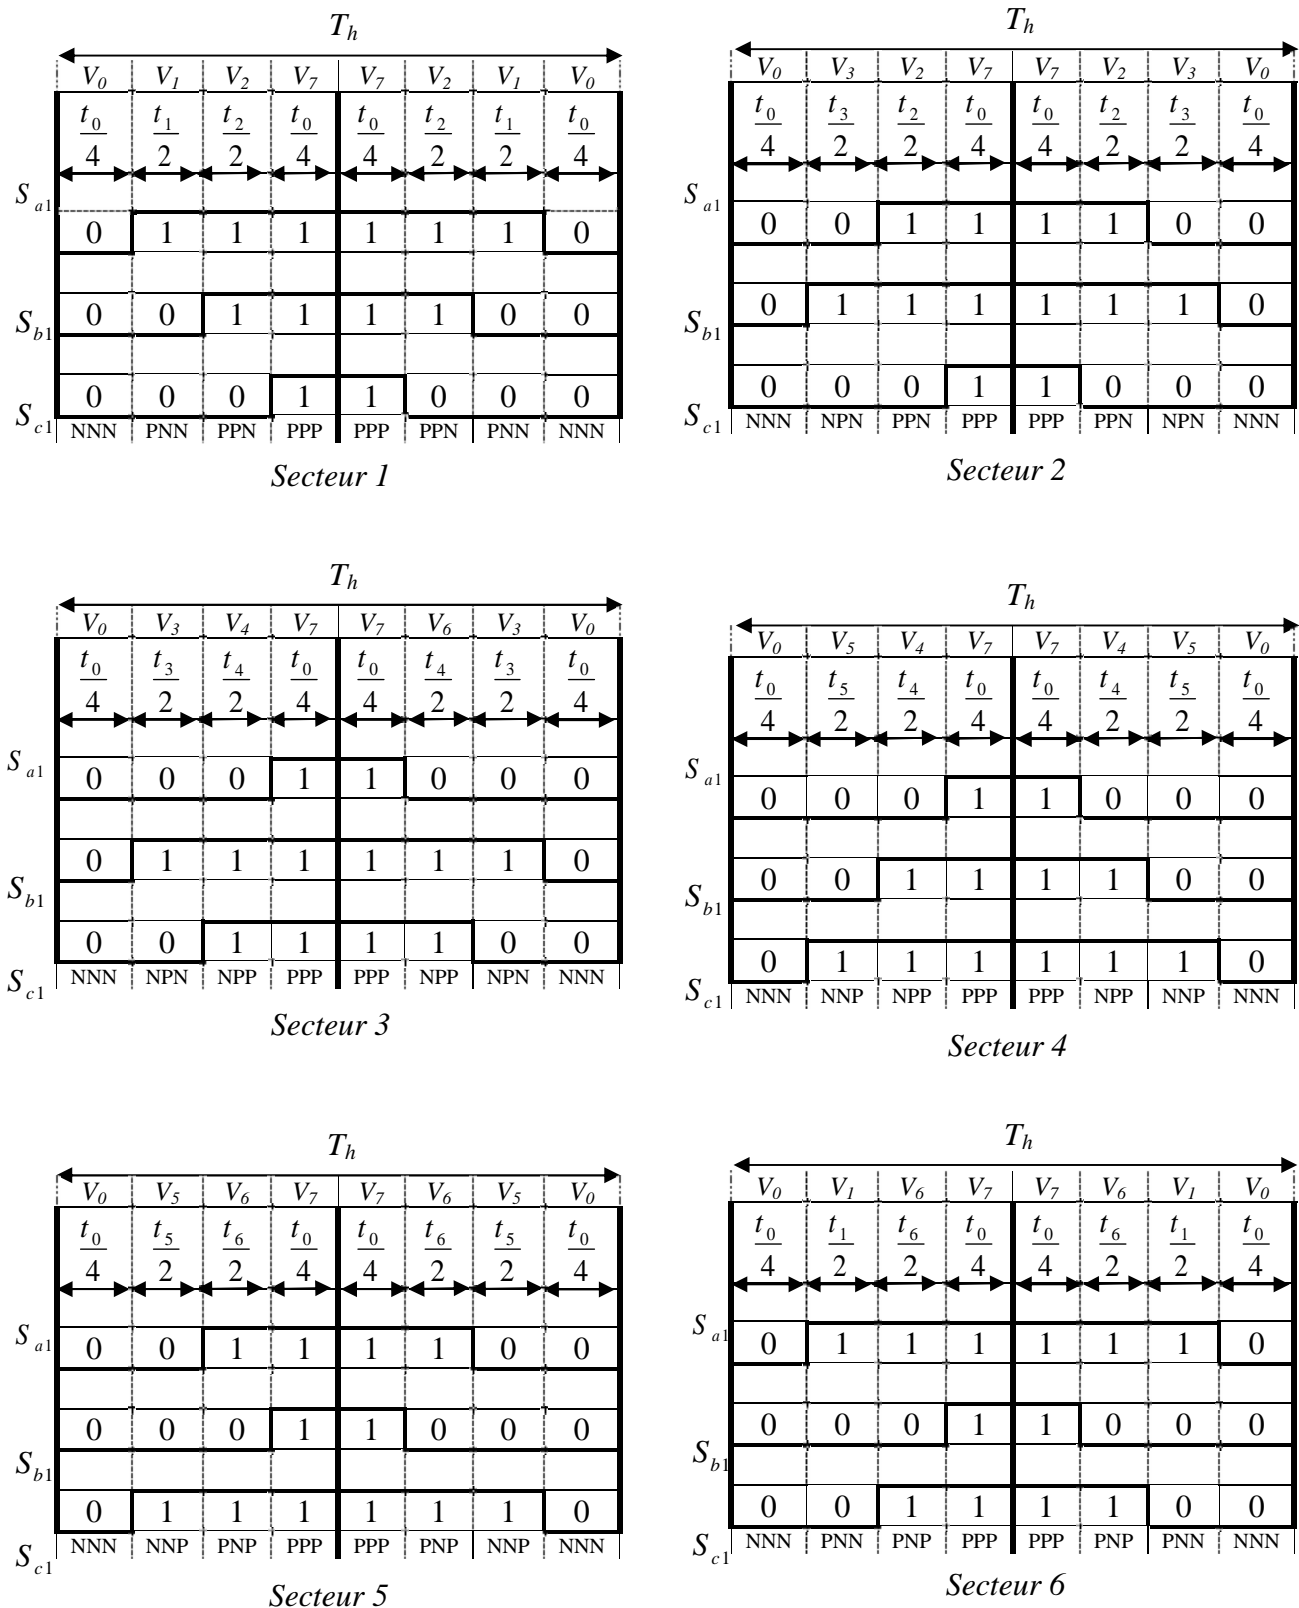 T_h
V_0 V_1 V_2 V_7 V_7 V_2 V_1 V_0
t_0/4 t_1/2 t_2/2 t_0/4 t_0/4 t_2/2 t_1/2 t_0/4
S_a1 0 1 1 1 1 1 1 0
S_b1 0 0 1 1 1 1 0 0
S_c1 0 0 0 1 1 0 0 0
NNN PNN PPN PPP PPP PPN PNN NNN
Secteur 1
T_h
V_0 V_3 V_2 V_7 V_7 V_2 V_3 V_0
t_0/4 t_3/2 t_2/2 t_0/4 t_0/4 t_2/2 t_3/2 t_0/4
S_a1 0 0 1 1 1 1 0 0
S_b1 0 1 1 1 1 1 1 0
S_c1 0 0 0 1 1 0 0 0
NNN NPN PPN PPP PPP PPN NPN NNN
Secteur 2
T_h
V_0 V_3 V_4 V_7 V_7 V_6 V_3 V_0
t_0/4 t_3/2 t_4/2 t_0/4 t_0/4 t_4/2 t_3/2 t_0/4
S_a1 0 0 0 1 1 0 0 0
S_b1 0 1 1 1 1 1 1 0
S_c1 0 0 1 1 1 1 0 0
NNN NPN NPP PPP PPP NPP NPN NNN
Secteur 3
T_h
V_0 V_5 V_4 V_7 V_7 V_4 V_5 V_0
t_0/4 t_5/2 t_4/2 t_0/4 t_0/4 t_4/2 t_5/2 t_0/4
S_a1 0 0 0 1 1 0 0 0
S_b1 0 0 1 1 1 1 0 0
S_c1 0 1 1 1 1 1 1 0
NNN NNP NPP PPP PPP NPP NNP NNN
Secteur 4
T_h
V_0 V_5 V_6 V_7 V_7 V_6 V_5 V_0
t_0/4 t_5/2 t_6/2 t_0/4 t_0/4 t_6/2 t_5/2 t_0/4
S_a1 0 0 1 1 1 1 0 0
S_b1 0 0 0 1 1 0 0 0
S_c1 0 1 1 1 1 1 1 0
NNN NNP PNP PPP PPP PNP NNP NNN
Secteur 5
T_h
V_0 V_1 V_6 V_7 V_7 V_6 V_1 V_0
t_0/4 t_1/2 t_6/2 t_0/4 t_0/4 t_6/2 t_1/2 t_0/4
S_a1 0 1 1 1 1 1 1 0
S_b1 0 0 0 1 1 0 0 0
S_c1 0 0 1 1 1 1 0 0
NNN PNN PNP PPP PPP PNP PNN NNN
Secteur 6